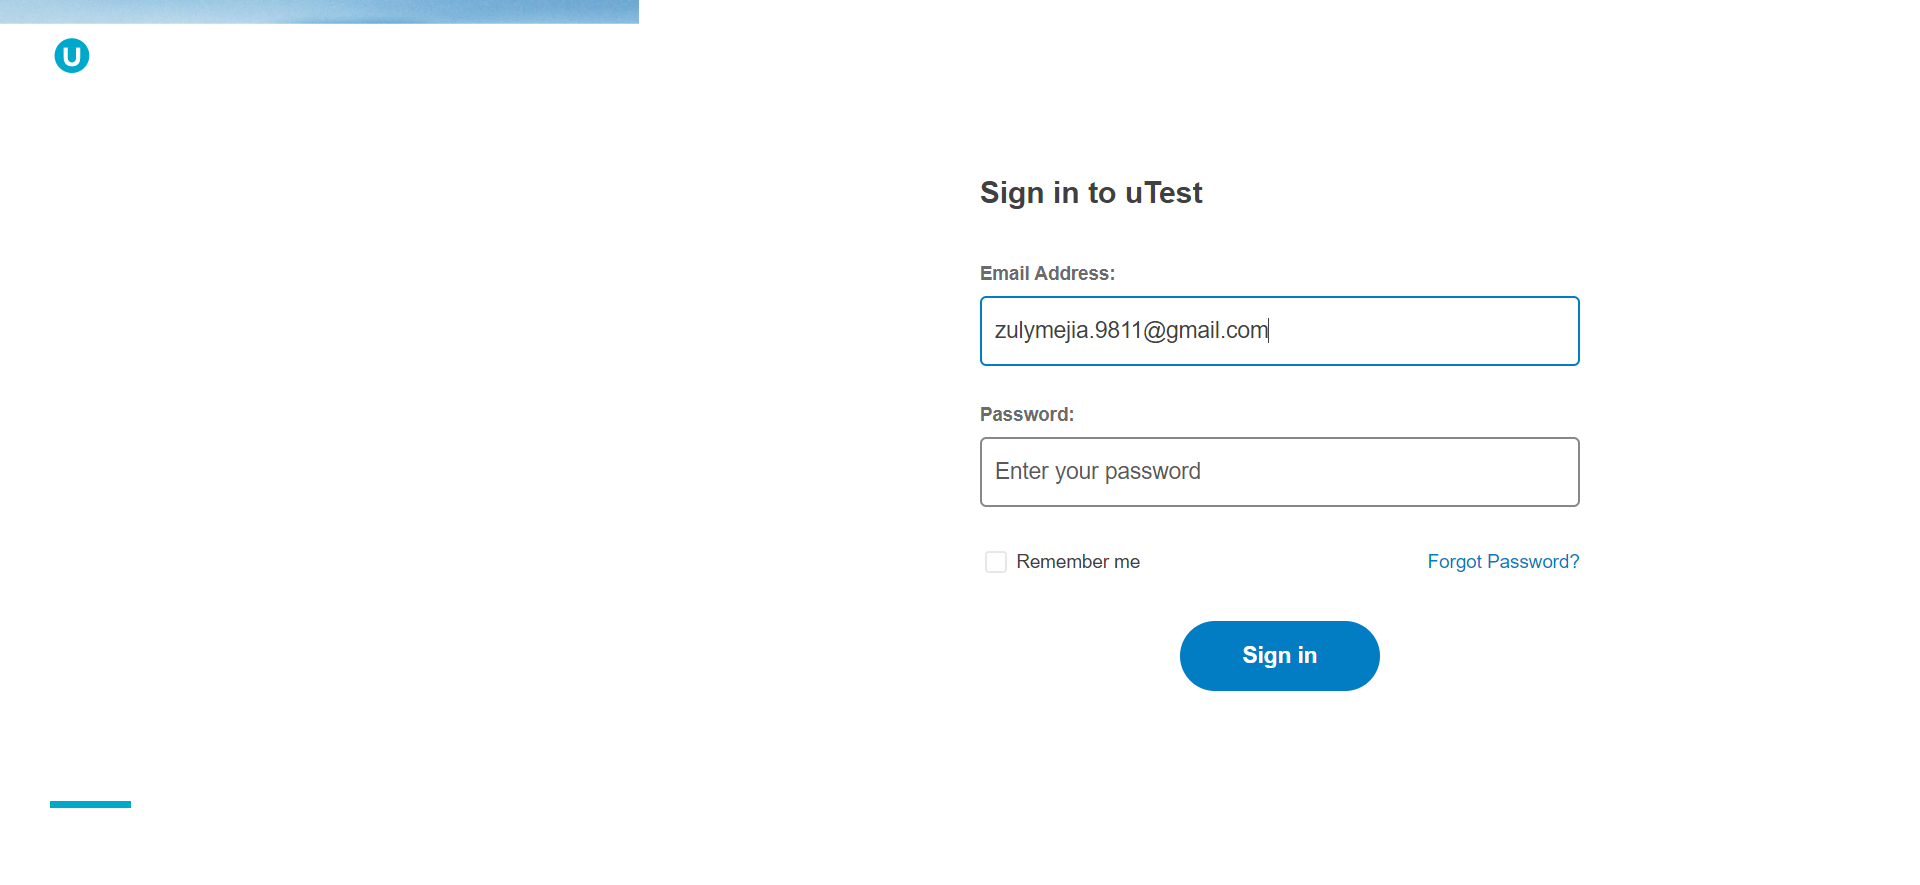 U
Sign in to uTest
Email Address:
zulymejia.9811@gmail.com
Password:
Enter your password
Remember me
Forgot Password?
Sign in